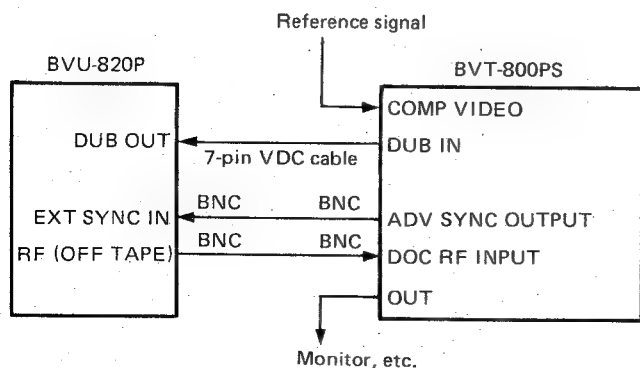 Reference signal
BVU-820P
BVT-800PS
COMP VIDEO
DUB OUT
DUB IN
7-pin VDC cable
BNC BNC
EXT SYNC IN
ADV SYNC OUTPUT
BNC BNC
RF (OFF TAPE)
DOC RF INPUT
OUT
Monitor, etc.